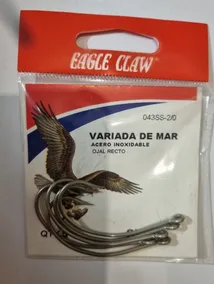 EAGLE CLAW
043SS-2/0
VARIADA DE MAR
ACERO INOXIDABLE
OJAL RECTO